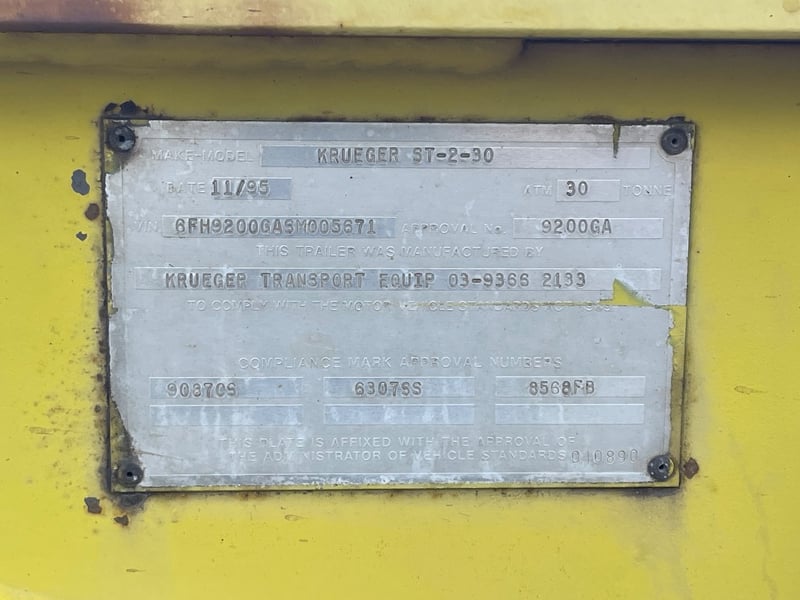 MAKE-MODEL KRUEGER ST-2-30
DATE 11/95 ATM 30 TONNE
VIN 6FH9200GASM005671 APPROVAL No. 9200GA
THIS TRAILER WAS MANUFACTURED BY
KRUEGER TRANSPORT EQUIP 03-9366 2133
TO COMPLY WITH THE MOTOR VEHICLE STANDARDS ACT 1989
COMPLIANCE MARK APPROVAL NUMBERS
6307SS 8568FB
THIS PLATE IS AFFIXED WITH THE APPROVAL OF
THE ADMINISTRATOR OF VEHICLE STANDARDS 010890